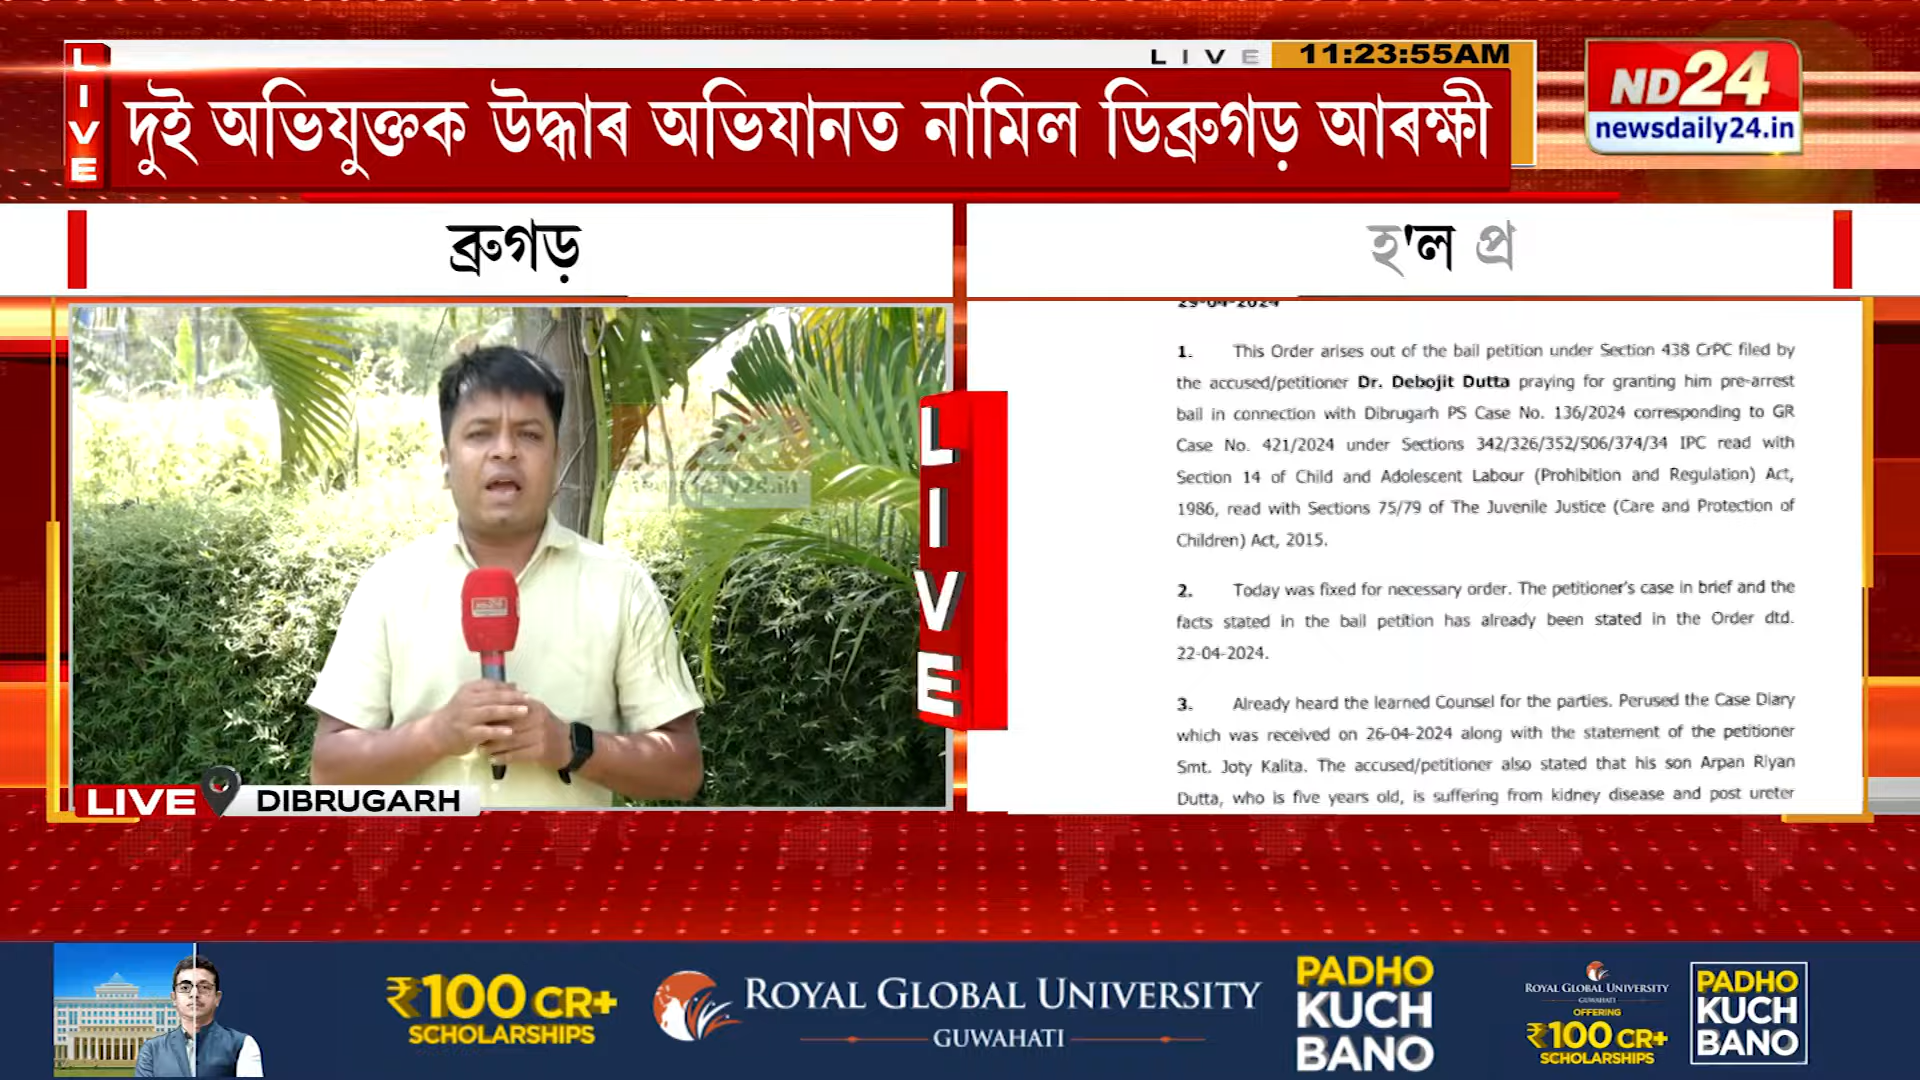 LIVE 11:23:55AM
LIVE
দুই অভিযুক্তক উদ্ধাৰ অভিযানত নামিল ডিব্ৰুগড় আৰক্ষী
ND24
newsdaily24.in
ব্ৰুগড়
হ'ল প্ৰ
29-04-2024
1. This Order arises out of the bail petition under Section 438 CrPC filed by
the accused/petitioner Dr. Debojit Dutta praying for granting him pre-arrest
bail in connection with Dibrugarh PS Case No. 136/2024 corresponding to GR
Case No. 421/2024 under Sections 342/326/352/506/374/34 IPC read with
Section 14 of Child and Adolescent Labour (Prohibition and Regulation) Act,
1986, read with Sections 75/79 of The Juvenile Justice (Care and Protection of
Children) Act, 2015.
2. Today was fixed for necessary order. The petitioner's case in brief and the
facts stated in the bail petition has already been stated in the Order dtd.
22-04-2024.
3. Already heard the learned Counsel for the parties. Perused the Case Diary
which was received on 26-04-2024 along with the statement of the petitioner
Smt. Joty Kalita. The accused/petitioner also stated that his son Arpan Riyan
Dutta, who is five years old, is suffering from kidney disease and post ureter
newsdaily24.in
LIVE
LIVE DIBRUGARH
₹100 CR+
SCHOLARSHIPS
ROYAL GLOBAL UNIVERSITY
GUWAHATI
PADHO
KUCH
BANO
ROYAL GLOBAL UNIVERSITY
GUWAHATI
OFFERING
₹100 CR+
SCHOLARSHIPS
PADHO
KUCH
BANO